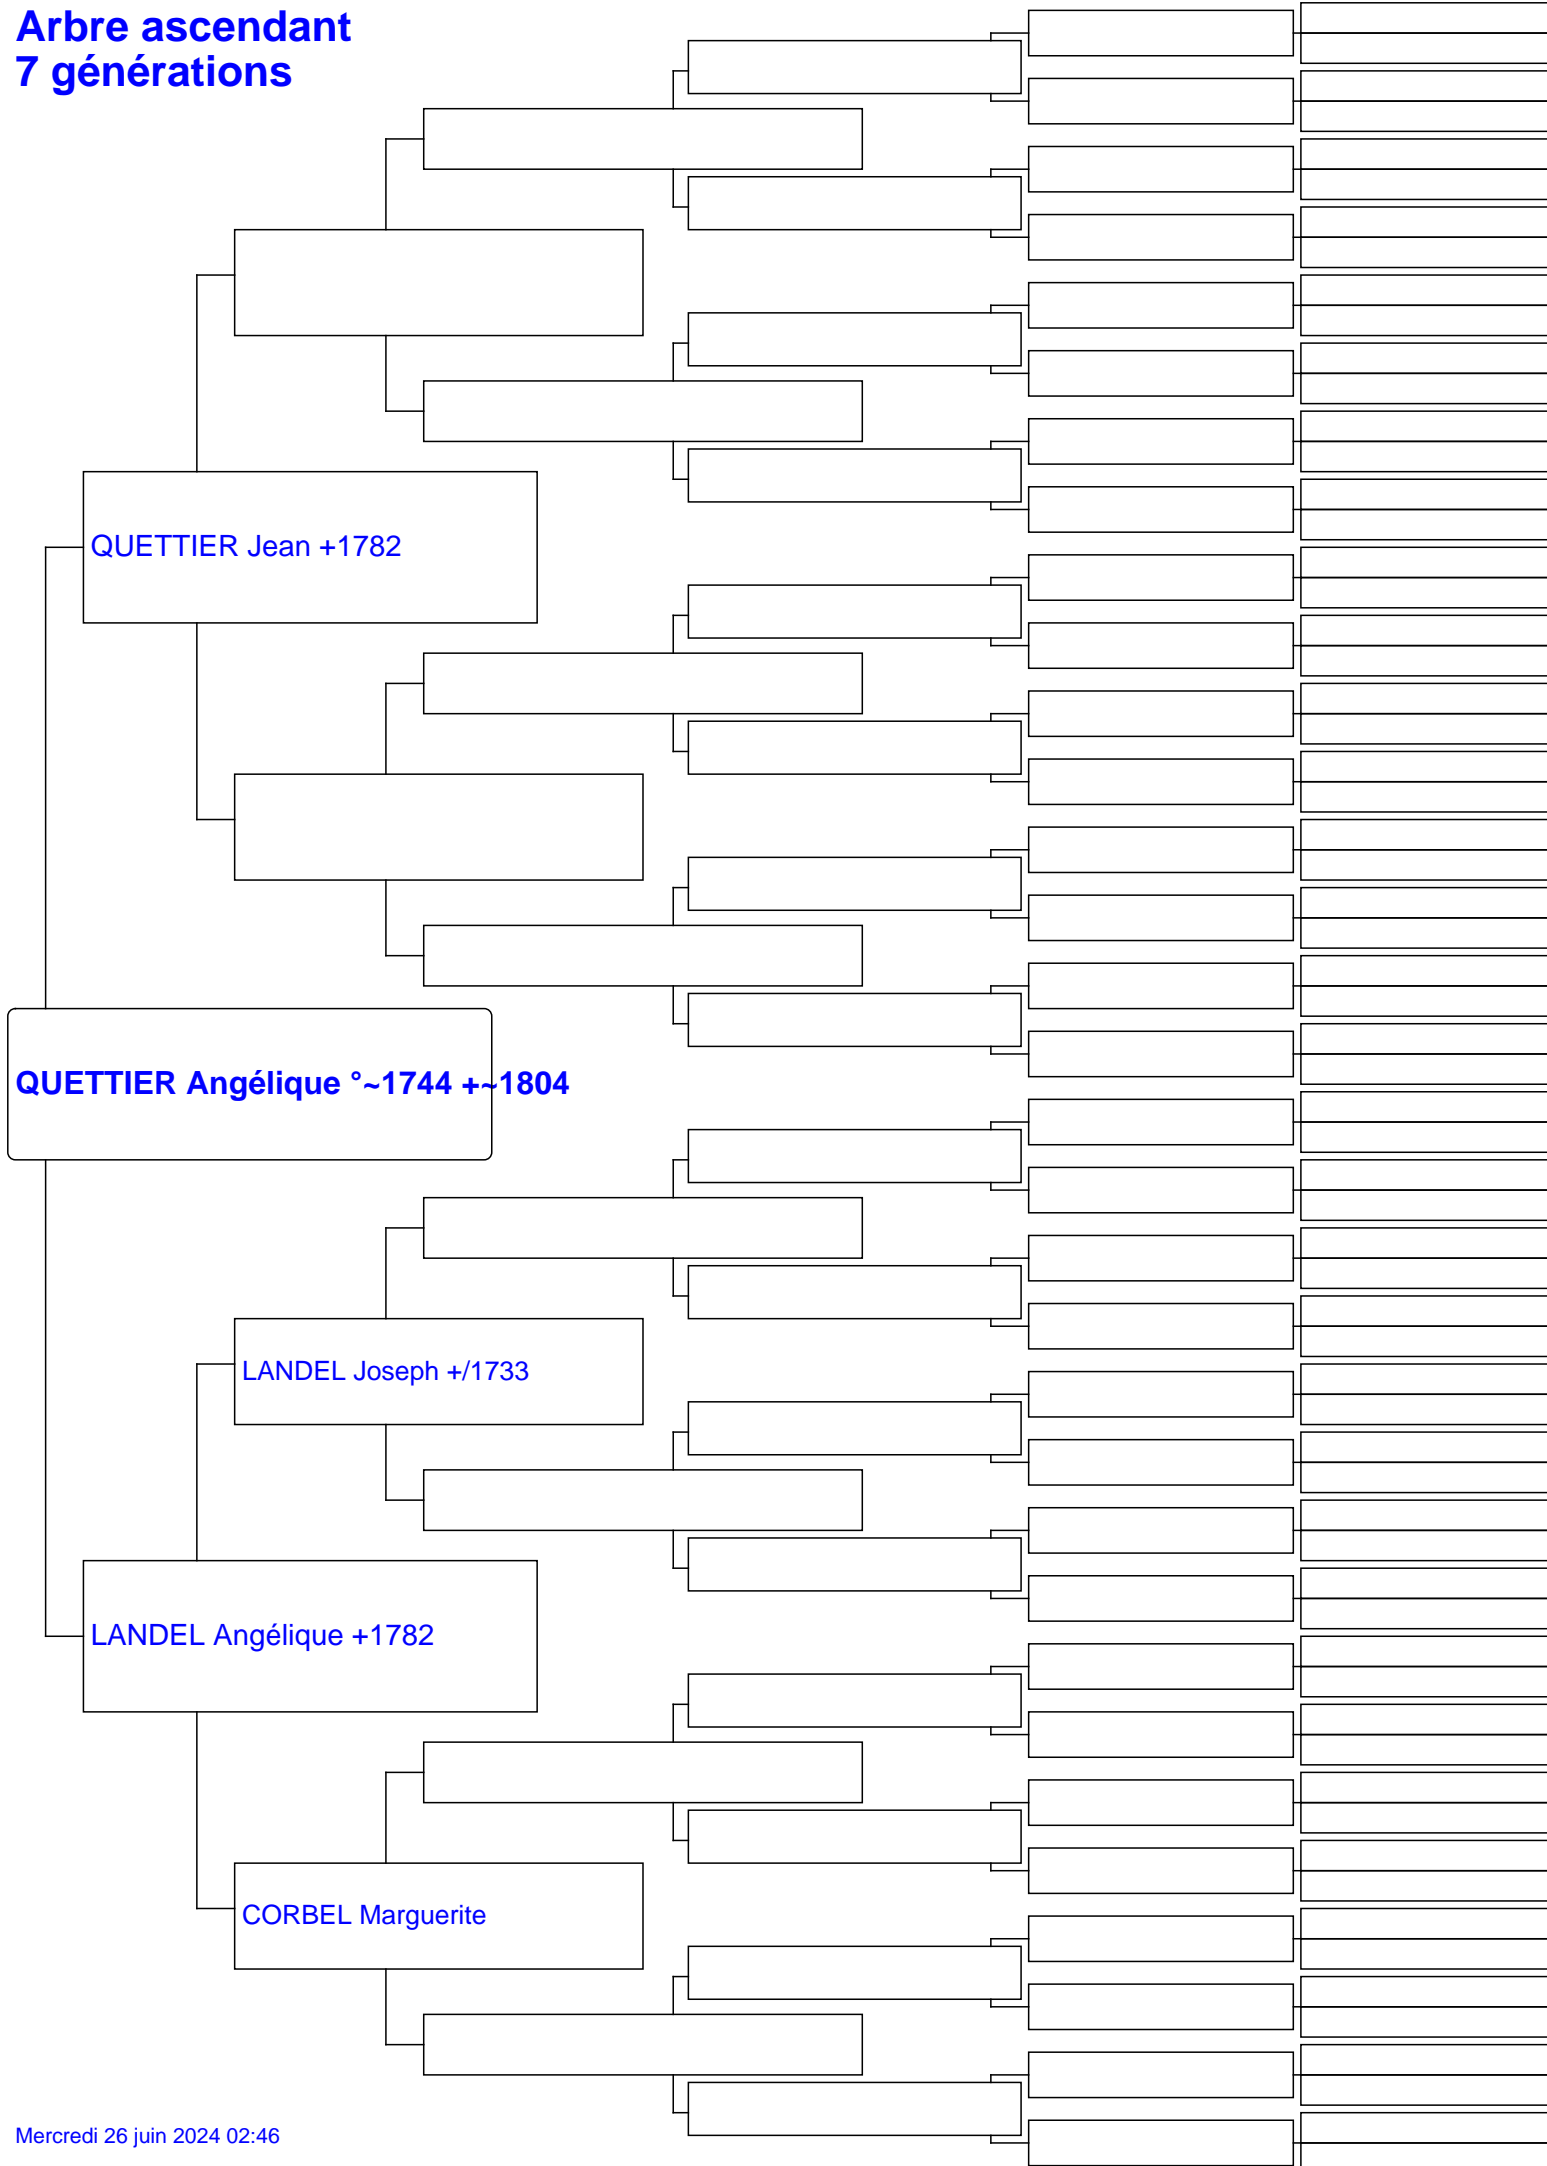 Arbre ascendant
7 générations
QUETTIER Jean +1782
QUETTIER Angélique °~1744 +~1804
LANDEL Joseph +/1733
LANDEL Angélique +1782
CORBEL Marguerite
Mercredi 26 juin 2024 02:46